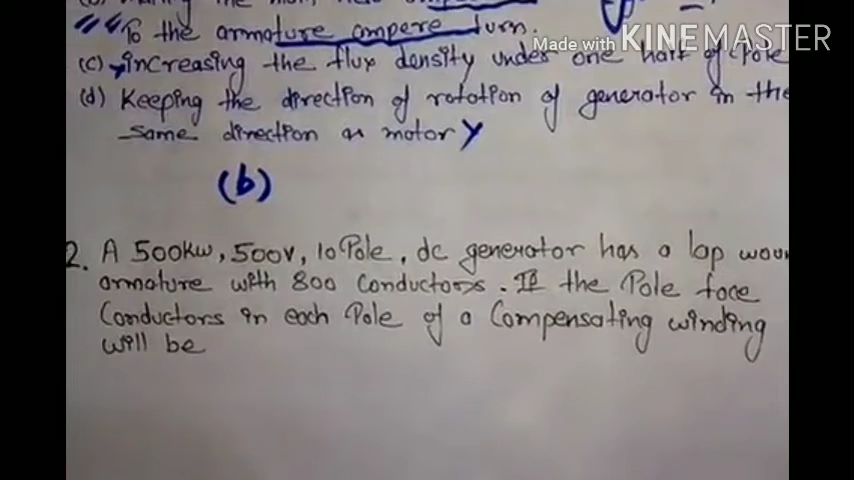 To the armature ampere turn.
Made with KINEMASTER
(c) increasing the flux density under one half of Pole
(d) Keeping the direction of rotation of generator in the
same direction as motor
(b)
2. A 500kw, 500v, 10 Pole, dc generator has a lap woun
armature with 800 conductors. If the Pole face
Conductors in each Pole of a Compensating winding
will be